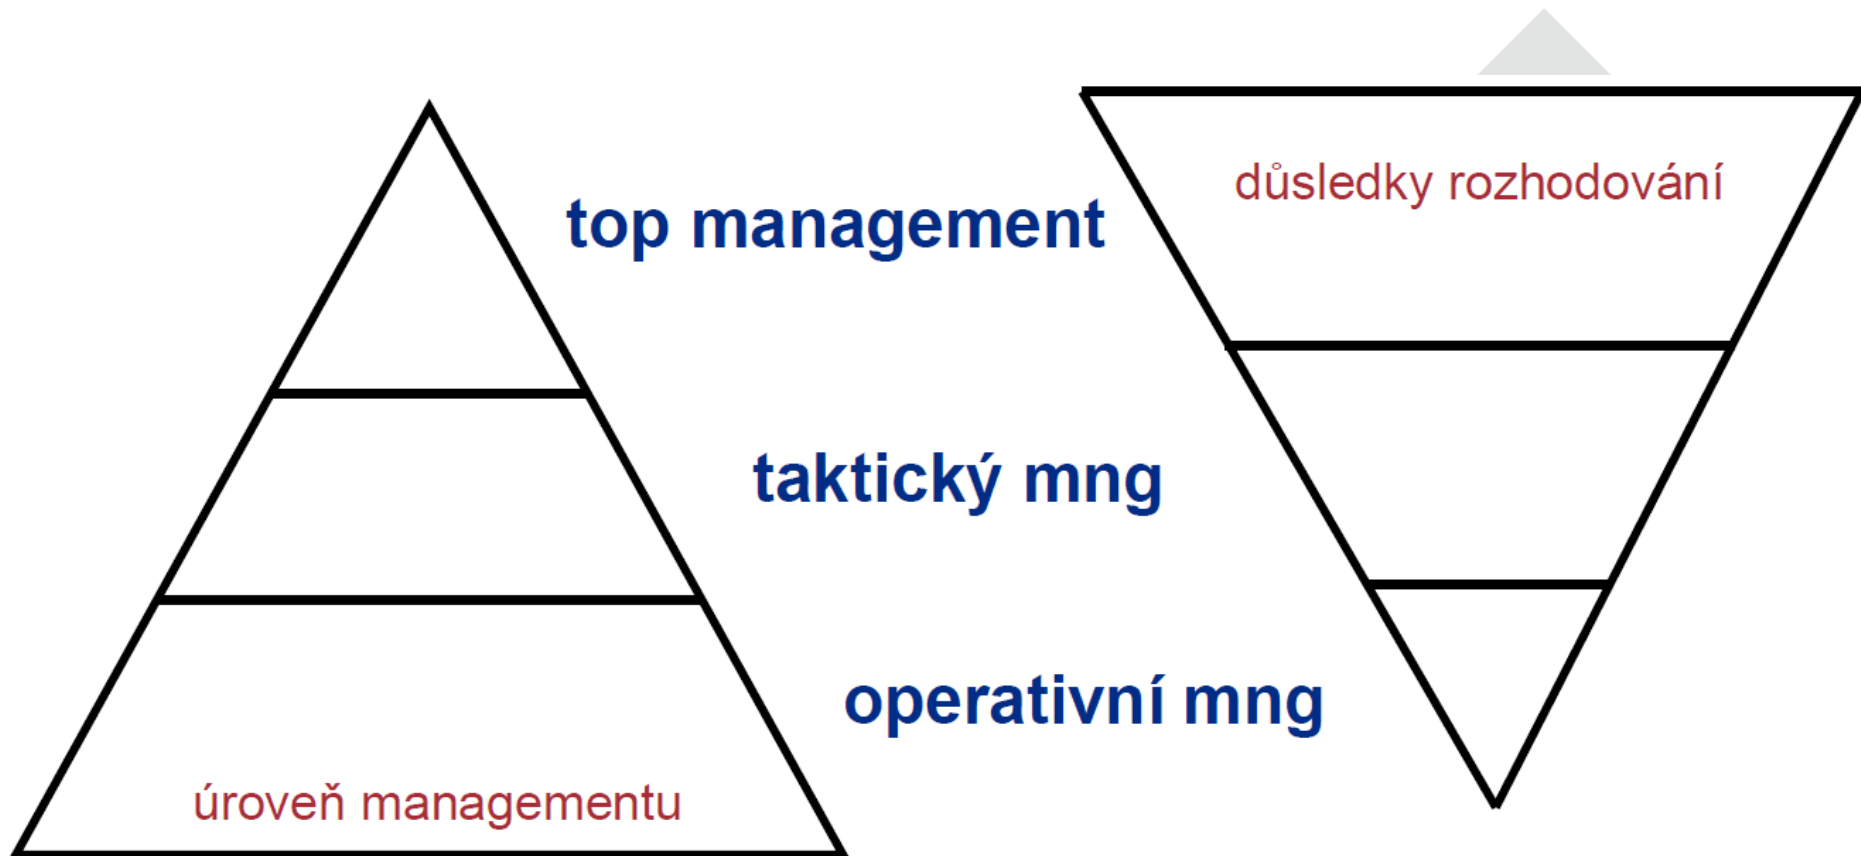 důsledky rozhodování
top management
taktický mng
operativní mng
úroveň managementu